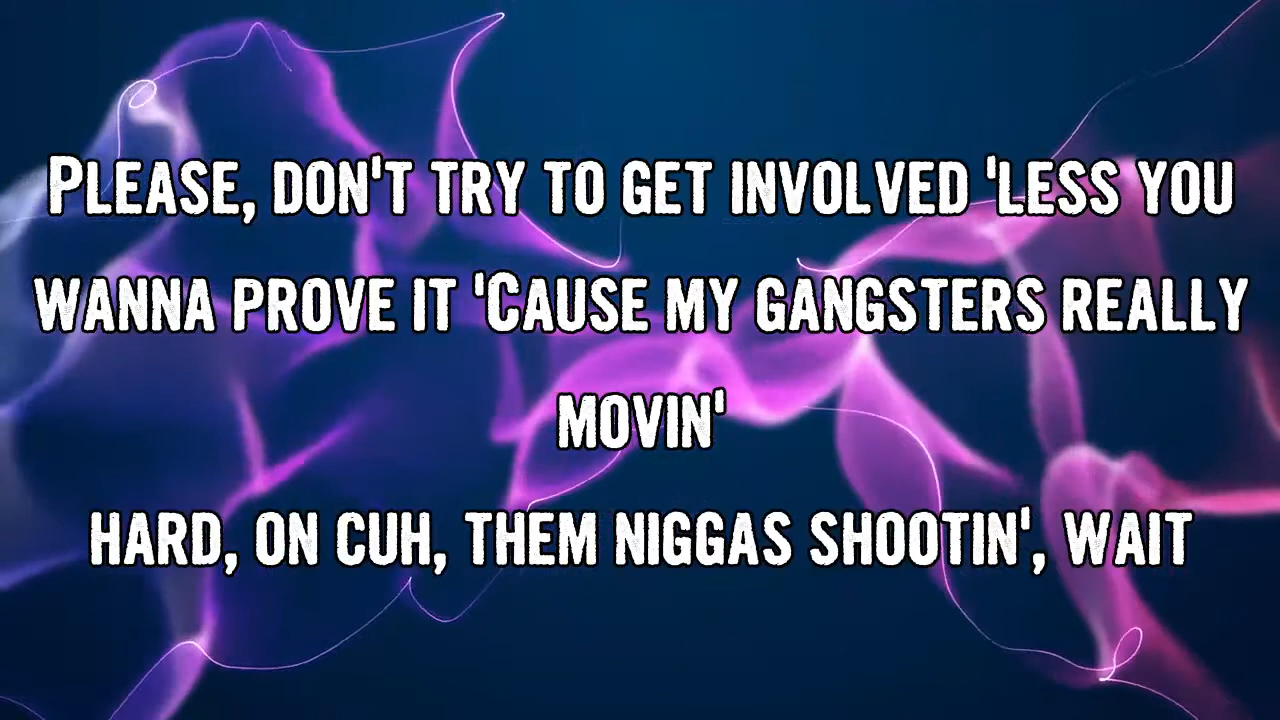 Please, don't try to get involved 'less you
wanna prove it 'Cause my gangsters really
movin'
hard, on cuh, them niggas shootin', wait